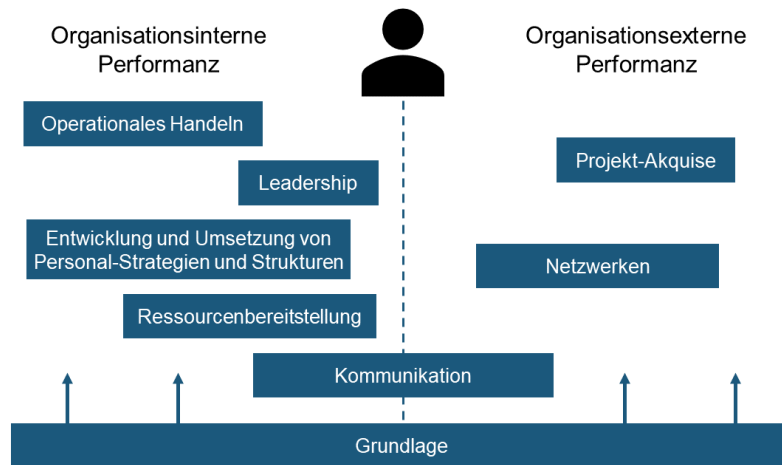 Organisationsinterne
Performanz
Organisationsexterne
Performanz
Operationales Handeln
Projekt-Akquise
Leadership
Entwicklung und Umsetzung von
Personal-Strategien und Strukturen
Netzwerken
Ressourcenbereitstellung
Kommunikation
Grundlage